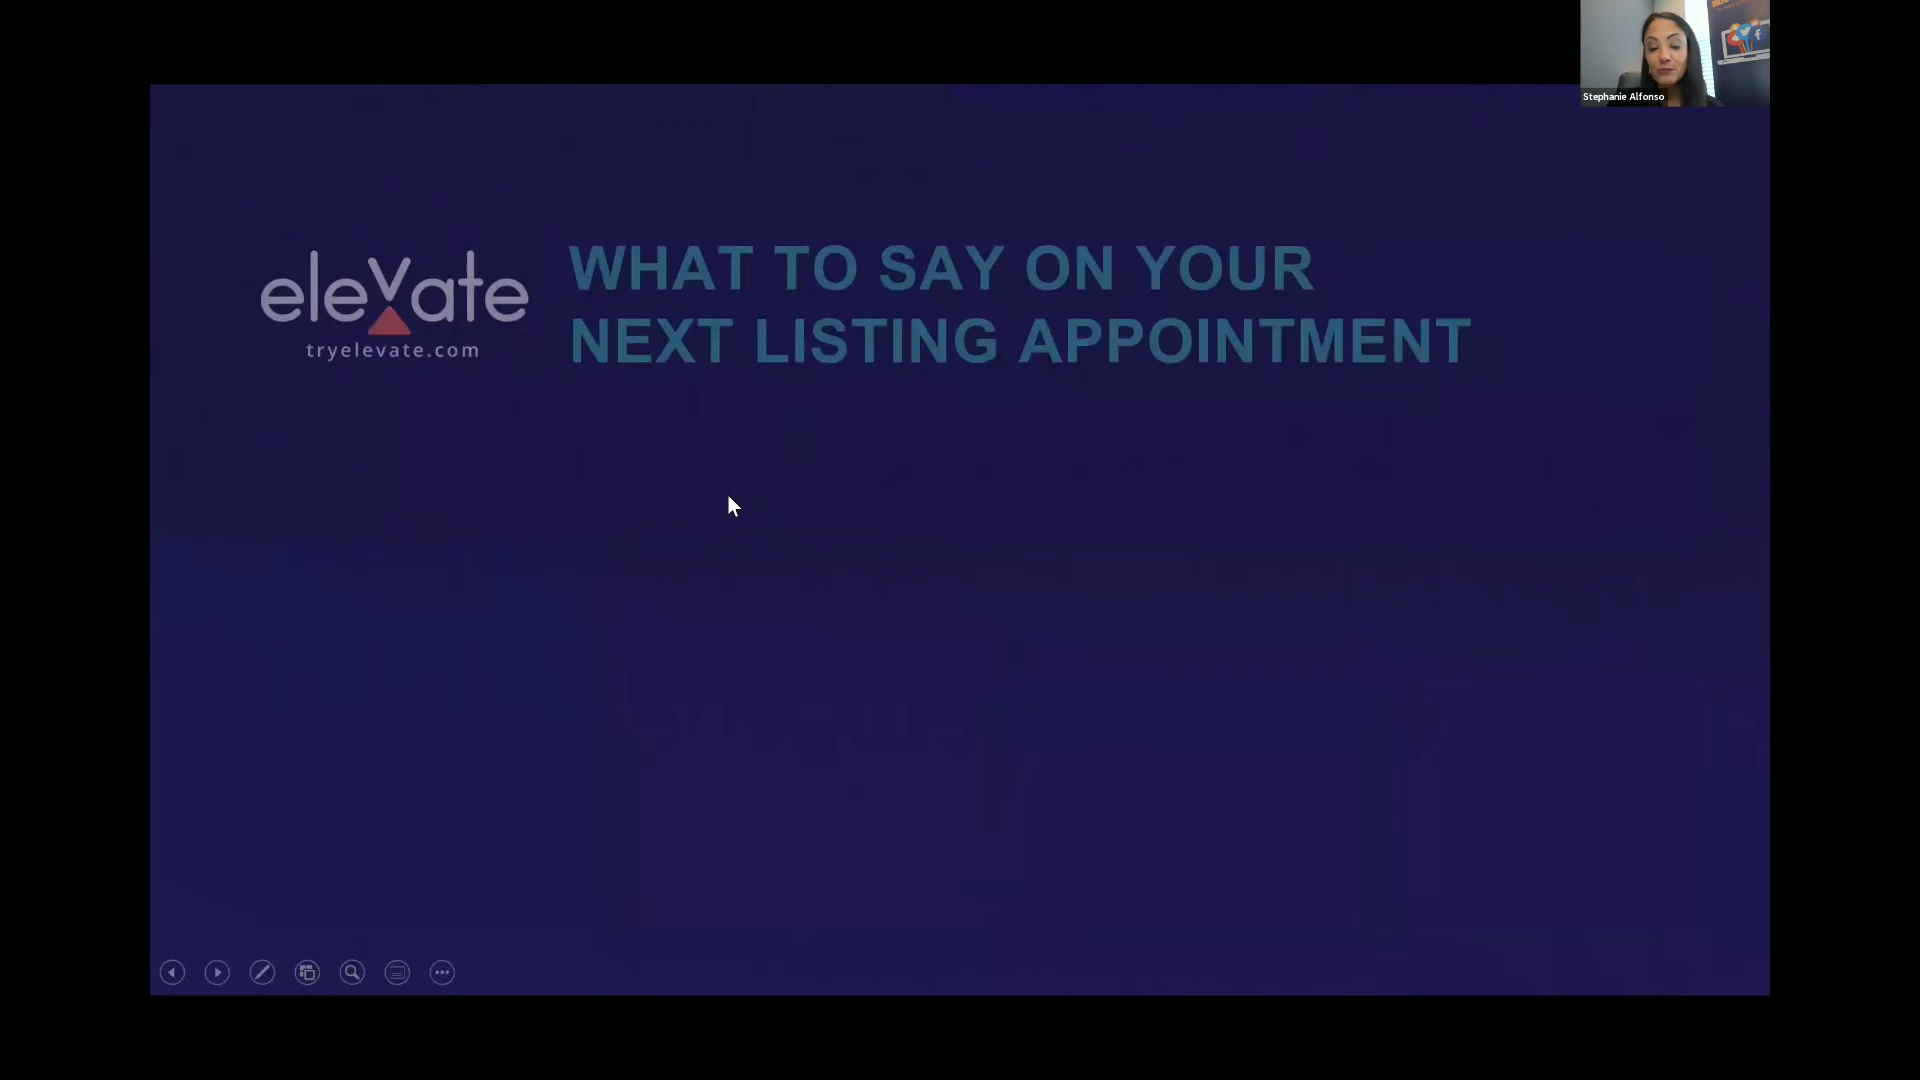 Stephanie Alfonso
elevate
tryelevate.com
WHAT TO SAY ON YOUR
NEXT LISTING APPOINTMENT